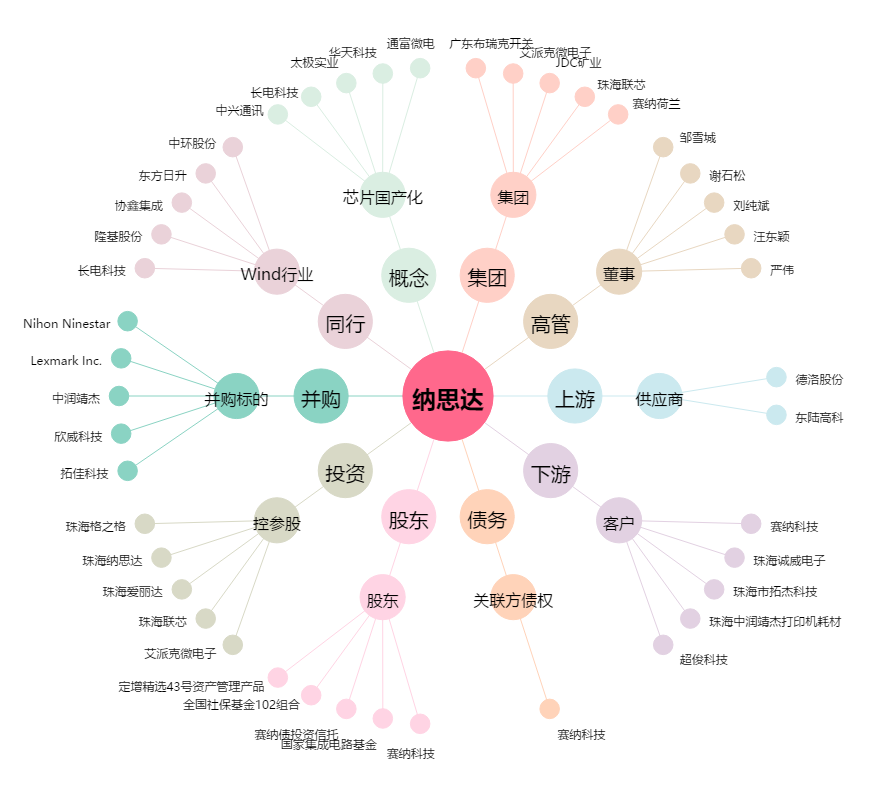 通富微电
广东布瑞克开关
华天科技
艾派克微电子
太极实业
JDC矿业
长电科技
珠海联芯
中兴通讯
赛纳荷兰
中环股份
邹雪城
东方日升
谢石松
芯片国产化
集团
协鑫集成
刘纯斌
隆基股份
汪东颖
长电科技
Wind行业
概念
集团
董事
严伟
Nihon Ninestar
同行
高管
Lexmark Inc.
德洛股份
中润靖杰
并购标的
并购
纳思达
上游
供应商
东陆高科
欣威科技
拓佳科技
投资
下游
珠海格之格
控参股
股东
债务
客户
赛纳科技
珠海纳思达
珠海诚威电子
珠海爱丽达
珠海市拓杰科技
股东
关联方债权
珠海联芯
珠海中润靖杰打印机耗材
艾派克微电子
超俊科技
定增精选43号资产管理产品
全国社保基金102组合
赛纳债投资信托
赛纳科技
国家集成电路基金
赛纳科技